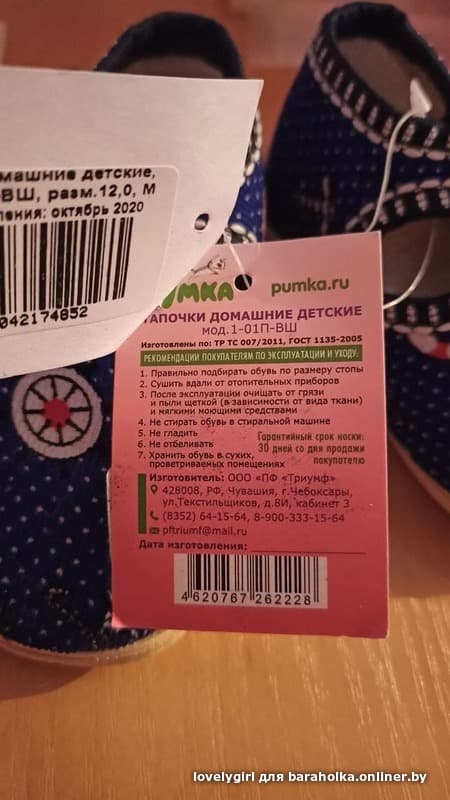 детские,
ВШ, разм.12,0, М
октябрь 2020
042174852
pumka.ru
ТАПОЧКИ ДОМАШНИЕ ДЕТСКИЕ
мод.1-01П-ВШ
Изготовлены по: ТР ТС 007/2011, ГОСТ 1135-2005
РЕКОМЕНДАЦИИ ПОКУПАТЕЛЯМ ПО ЭКСПЛУАТАЦИИ И УХОДУ:
1. Правильно подбирать обувь по размеру стопы
2. Сушить вдали от отопительных приборов
3. После эксплуатации очищать от грязи
и пыли щеткой (в зависимости от вида ткани)
и мягкими моющими средствами
4. Не стирать обувь в стиральной машине
5. Не гладить
6. Не отбеливать
7. Хранить обувь в сухих,
проветриваемых помещениях
Гарантийный срок носки:
30 дней со дня продажи
покупателю
Изготовитель: ООО «ПФ «Триумф»
428008, РФ, Чувашия, г.Чебоксары,
ул.Текстильщиков, д.8И, кабинет 3
(8352) 64-15-64, 8-900-333-15-64
pftriumf@mail.ru
Дата изготовления:
4620767262228
lovelygirl для baraholka.onliner.by